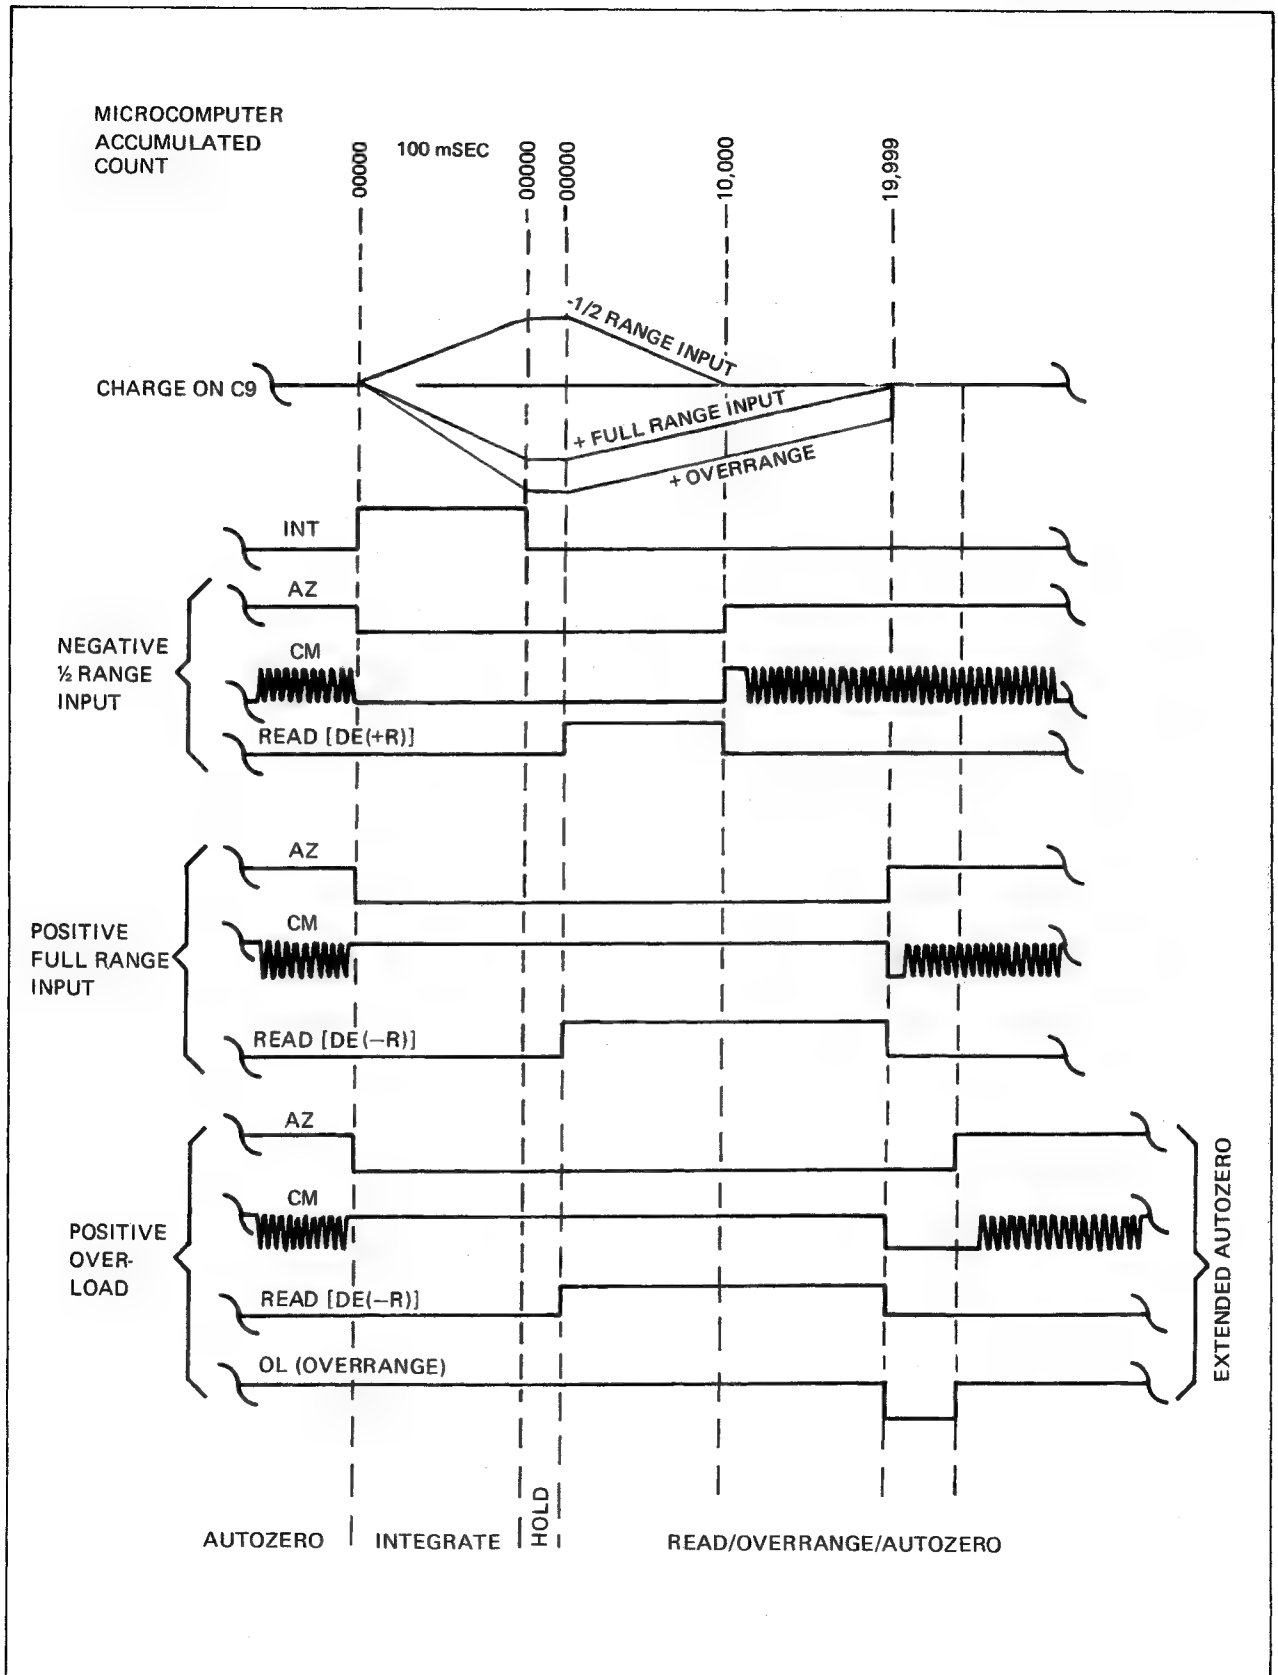 MICROCOMPUTER
ACCUMULATED
COUNT
00000
100 mSEC
00000
00000
10,000
19,999
-1/2 RANGE INPUT
CHARGE ON C9
+ FULL RANGE INPUT
+ OVERRANGE
INT
AZ
NEGATIVE
½ RANGE
INPUT
CM
READ [DE(+R)]
AZ
POSITIVE
FULL RANGE
INPUT
CM
READ [DE(−R)]
AZ
CM
POSITIVE
OVER-
LOAD
READ [DE(−R)]
OL (OVERRANGE)
EXTENDED AUTOZERO
AUTOZERO
INTEGRATE
HOLD
READ/OVERRANGE/AUTOZERO